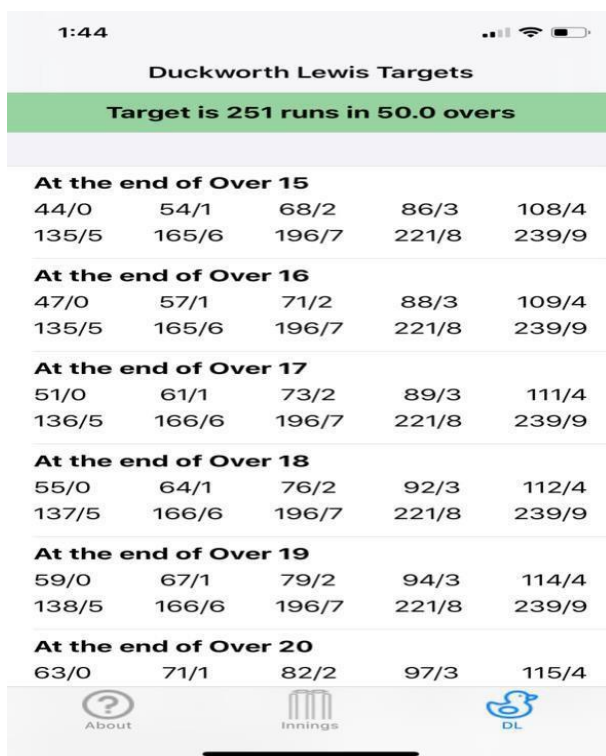 1:44
Duckworth Lewis Targets
Target is 251 runs in 50.0 overs
At the end of Over 15
44/0 54/1 68/2 86/3 108/4
135/5 165/6 196/7 221/8 239/9
At the end of Over 16
47/0 57/1 71/2 88/3 109/4
135/5 165/6 196/7 221/8 239/9
At the end of Over 17
51/0 61/1 73/2 89/3 111/4
136/5 166/6 196/7 221/8 239/9
At the end of Over 18
55/0 64/1 76/2 92/3 112/4
137/5 166/6 196/7 221/8 239/9
At the end of Over 19
59/0 67/1 79/2 94/3 114/4
138/5 166/6 196/7 221/8 239/9
At the end of Over 20
63/0 71/1 82/2 97/3 115/4
About Innings DL